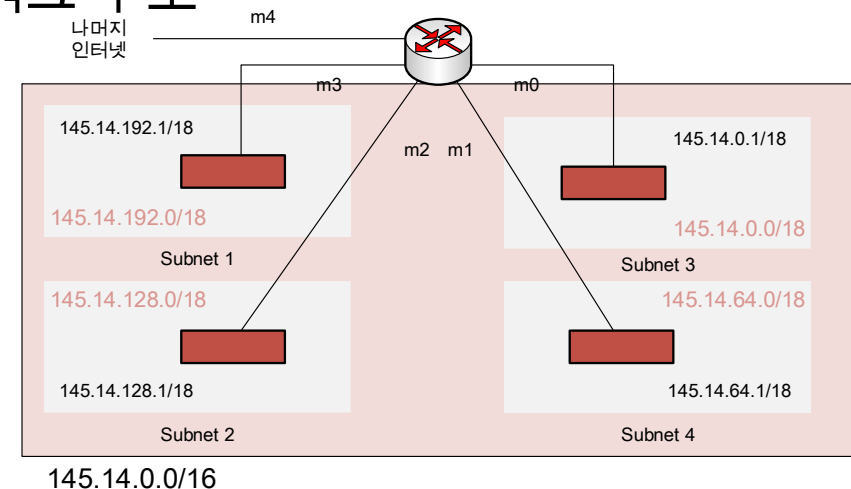 나머지
인터넷
m4
m3
m0
m2
m1
145.14.192.1/18
145.14.192.0/18
Subnet 1
145.14.0.1/18
145.14.0.0/18
Subnet 3
145.14.128.0/18
145.14.128.1/18
Subnet 2
145.14.64.0/18
145.14.64.1/18
Subnet 4
145.14.0.0/16